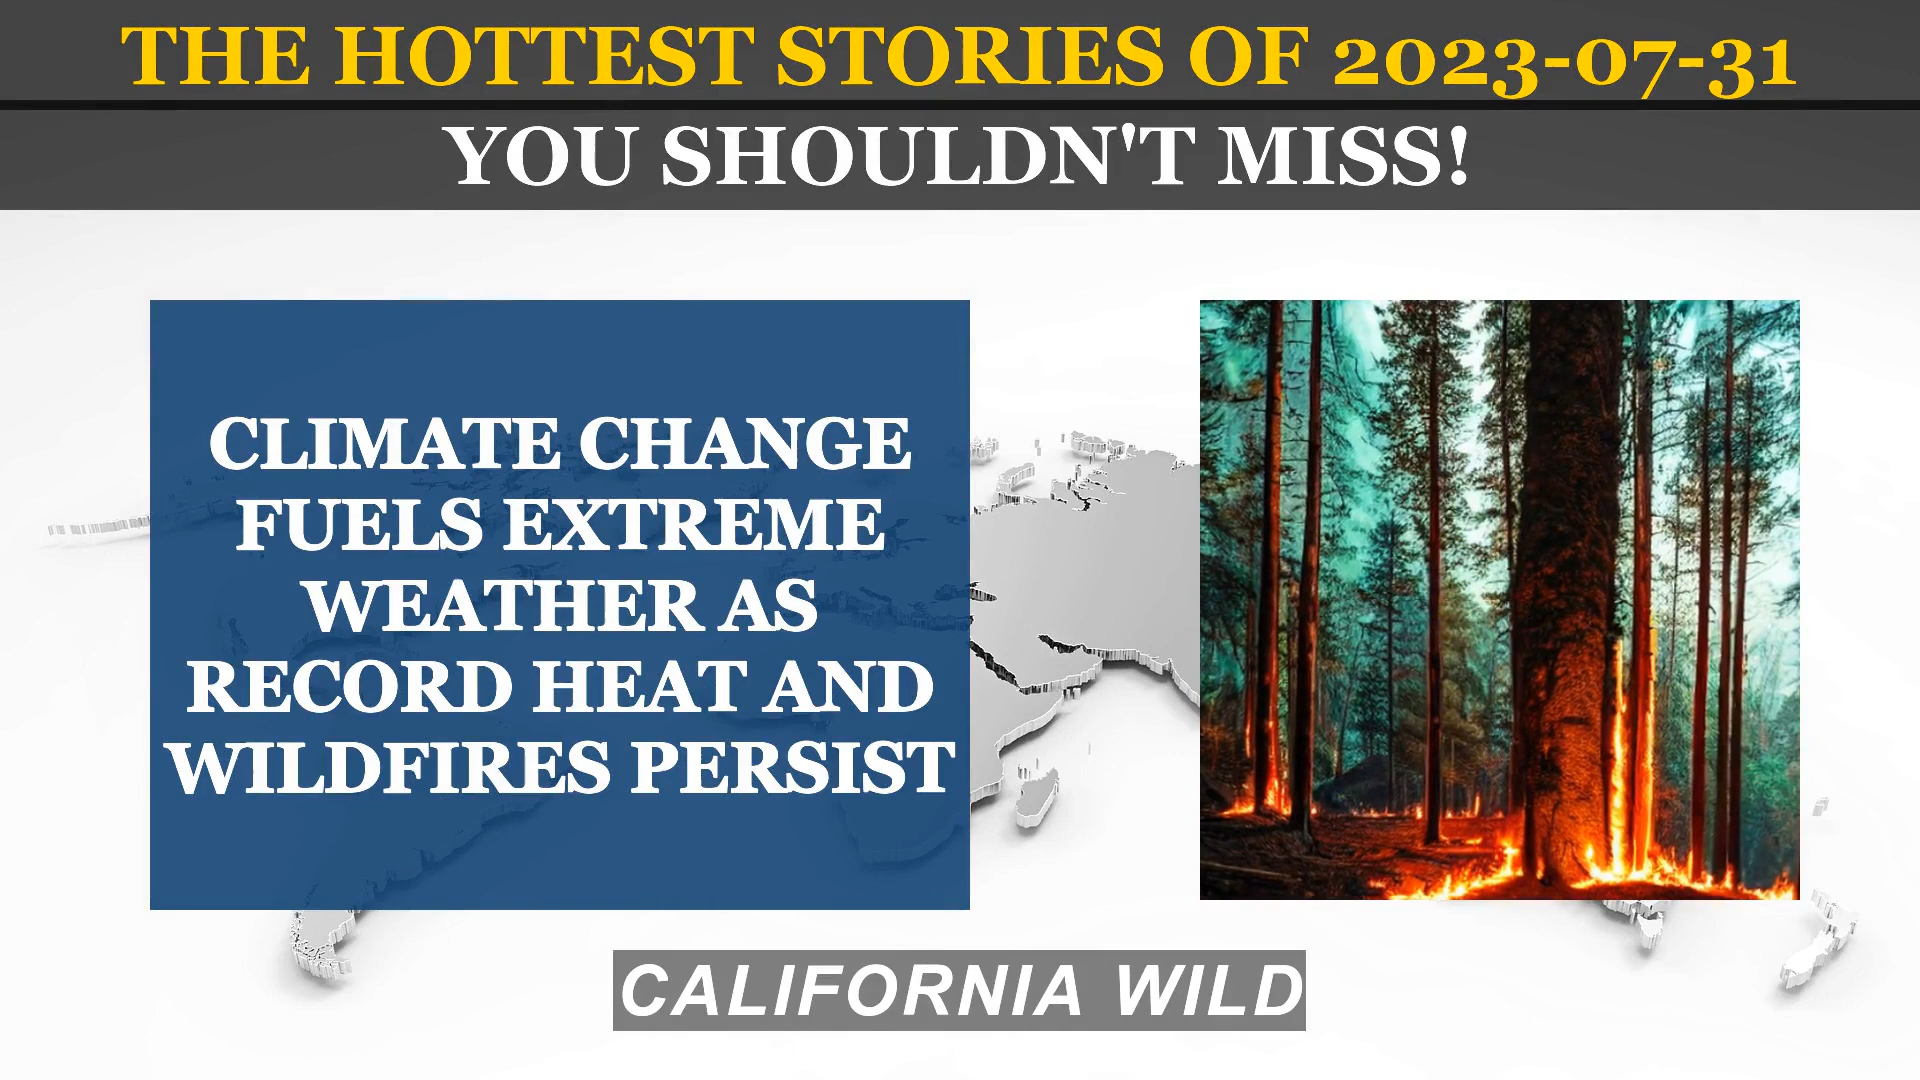 THE HOTTEST STORIES OF 2023-07-31
YOU SHOULDN'T MISS!
CLIMATE CHANGE
FUELS EXTREME
WEATHER AS
RECORD HEAT AND
WILDFIRES PERSIST
CALIFORNIA WILD